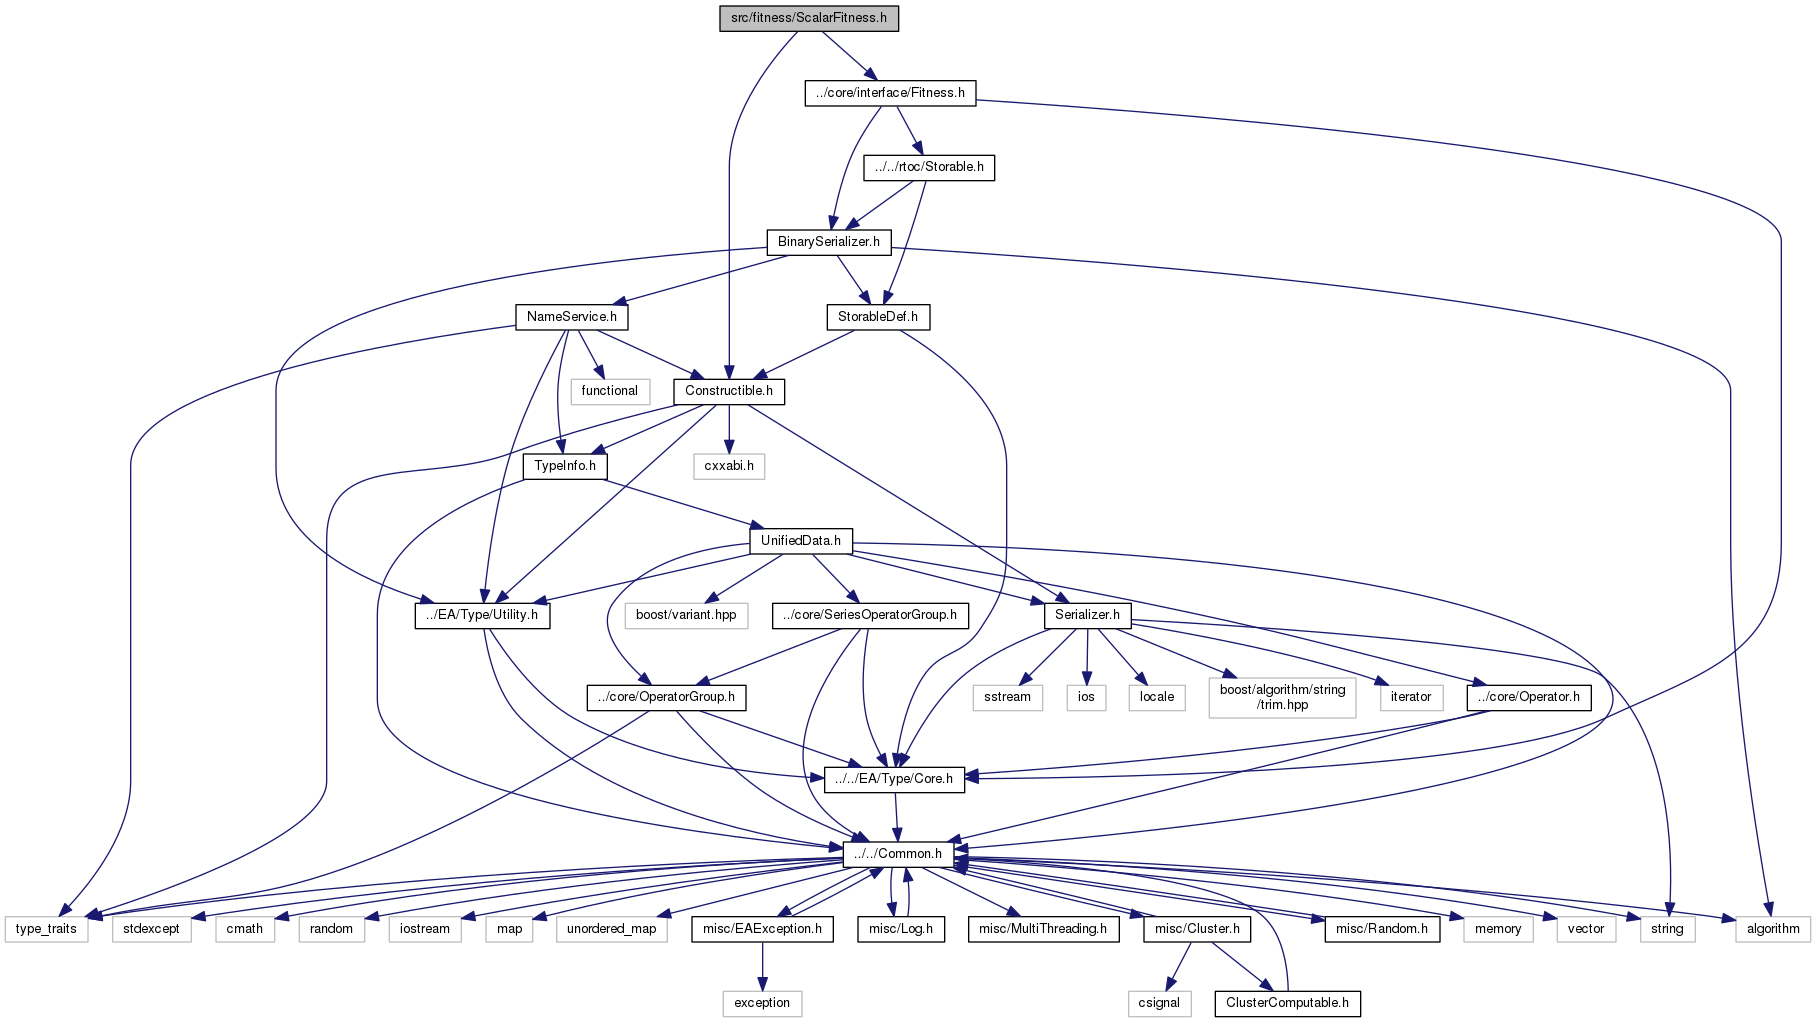 src/fitness/ScalarFitness.h
../core/interface/Fitness.h
../../rtoc/Storable.h
BinarySerializer.h
NameService.h
StorableDef.h
functional
Constructible.h
TypeInfo.h
cxxabi.h
UnifiedData.h
../EA/Type/Utility.h
boost/variant.hpp
../core/SeriesOperatorGroup.h
Serializer.h
../core/OperatorGroup.h
sstream
ios
locale
boost/algorithm/string
/trim.hpp
iterator
../core/Operator.h
../../EA/Type/Core.h
../../Common.h
type_traits
stdexcept
cmath
random
iostream
map
unordered_map
misc/EAException.h
misc/Log.h
misc/MultiThreading.h
misc/Cluster.h
misc/Random.h
memory
vector
string
algorithm
exception
csignal
ClusterComputable.h